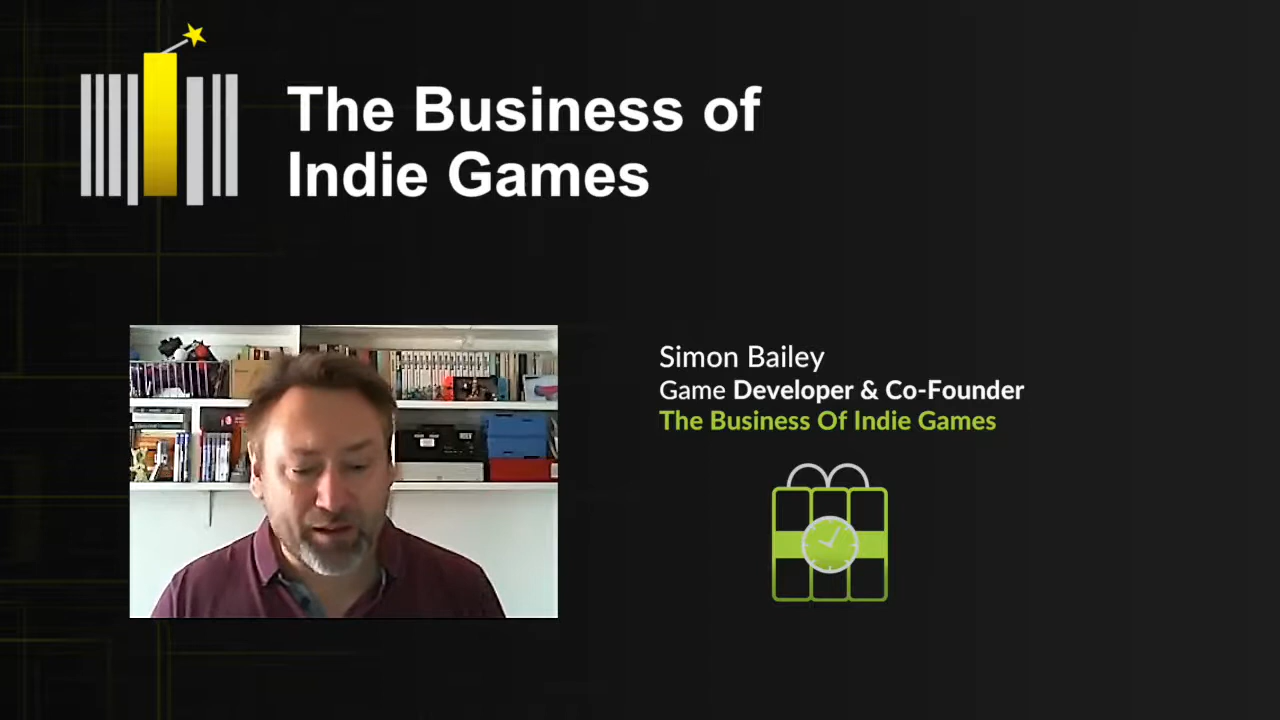 The Business of
Indie Games
Simon Bailey
Game Developer & Co-Founder
The Business Of Indie Games